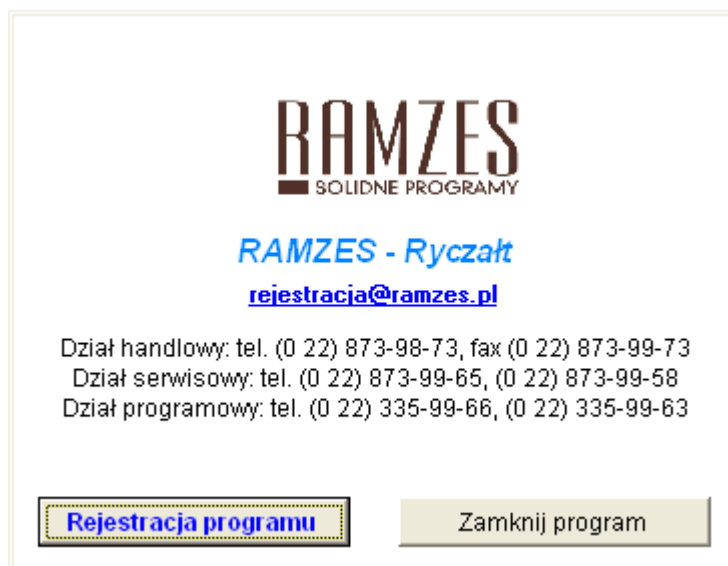 RAMZES
SOLIDNE PROGRAMY
RAMZES - Ryczałt
rejestracja@ramzes.pl
Dział handlowy: tel. (0 22) 873-98-73, fax (0 22) 873-99-73
Dział serwisowy: tel. (0 22) 873-99-65, (0 22) 873-99-58
Dział programowy: tel. (0 22) 335-99-66, (0 22) 335-99-63
Rejestracja programu
Zamknij program